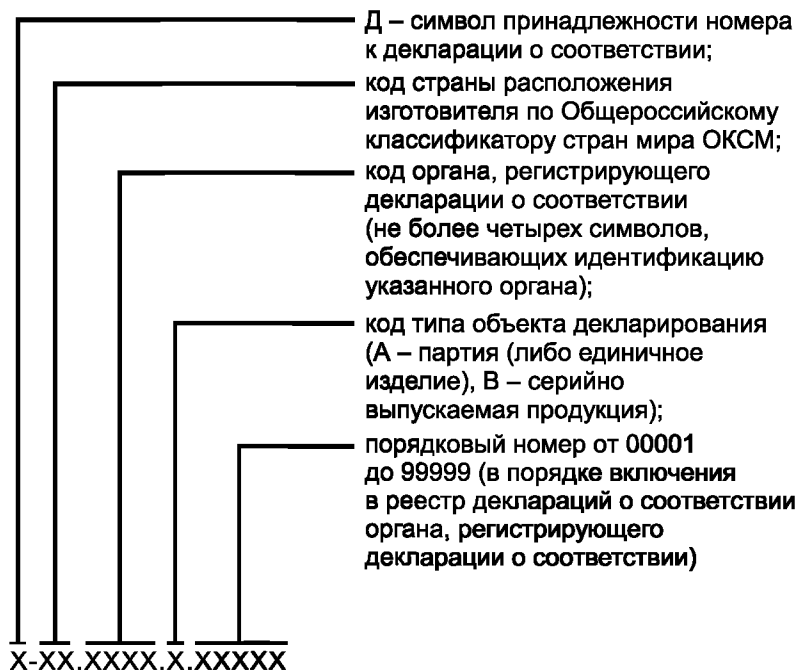 Д – символ принадлежности номера
к декларации о соответствии;
код страны расположения
изготовителя по Общероссийскому
классификатору стран мира ОКСМ;
код органа, регистрирующего
декларации о соответствии
(не более четырех символов,
обеспечивающих идентификацию
указанного органа);
код типа объекта декларирования
(А – партия (либо единичное
изделие), В – серийно
выпускаемая продукция);
порядковый номер от 00001
до 99999 (в порядке включения
в реестр деклараций о соответствии
органа, регистрирующего
декларации о соответствии)
Х-ХХ.ХХХХ.Х.ХХХХХ